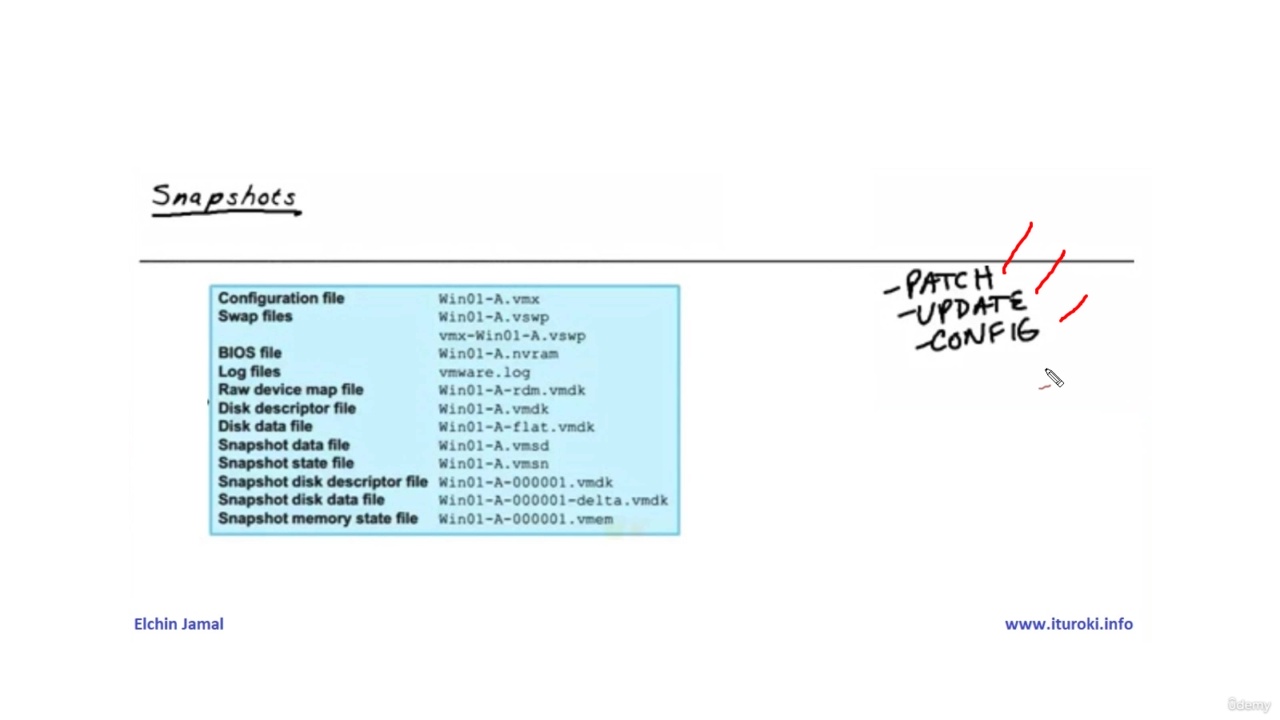 Snapshots
-PATCH
-UPDATE
-CONFIG
Configuration file Win01-A.vmx
Swap files Win01-A.vswp
vmx-Win01-A.vswp
BIOS file Win01-A.nvram
Log files vmware.log
Raw device map file Win01-A-rdm.vmdk
Disk descriptor file Win01-A.vmdk
Disk data file Win01-A-flat.vmdk
Snapshot data file Win01-A.vmsd
Snapshot state file Win01-A.vmsn
Snapshot disk descriptor file Win01-A-000001.vmdk
Snapshot disk data file Win01-A-000001-delta.vmdk
Snapshot memory state file Win01-A-000001.vmem
Elchin Jamal
www.ituroki.info
ûdemy